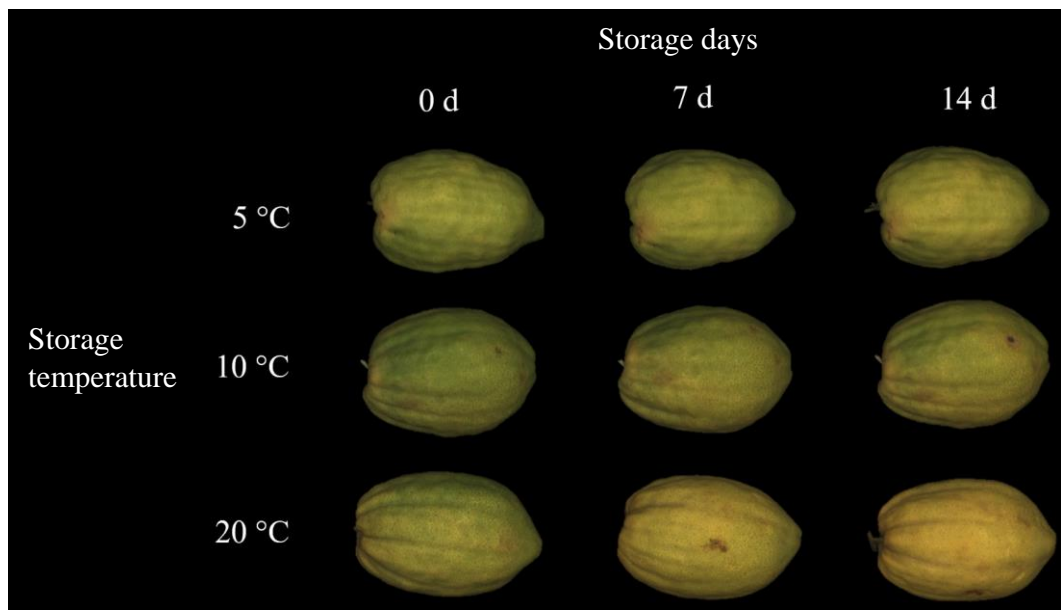 Storage days
0 d 7 d 14 d
5 °C
Storage
temperature
10 °C
20 °C